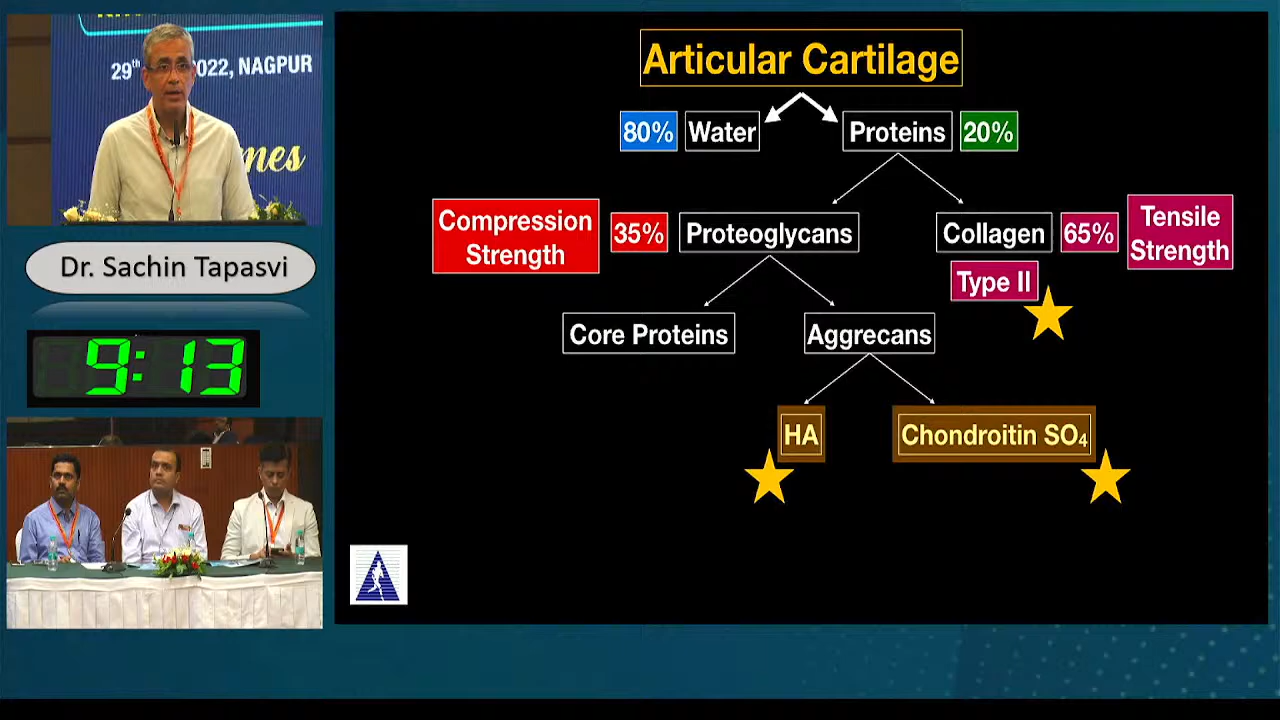 29th 2022, NAGPUR
mes
Dr. Sachin Tapasvi
9:13
Articular Cartilage
80% Water Proteins 20%
Compression
Strength
35% Proteoglycans Collagen 65%
Tensile
Strength
Type II
Core Proteins Aggrecans
HA Chondroitin SO₄